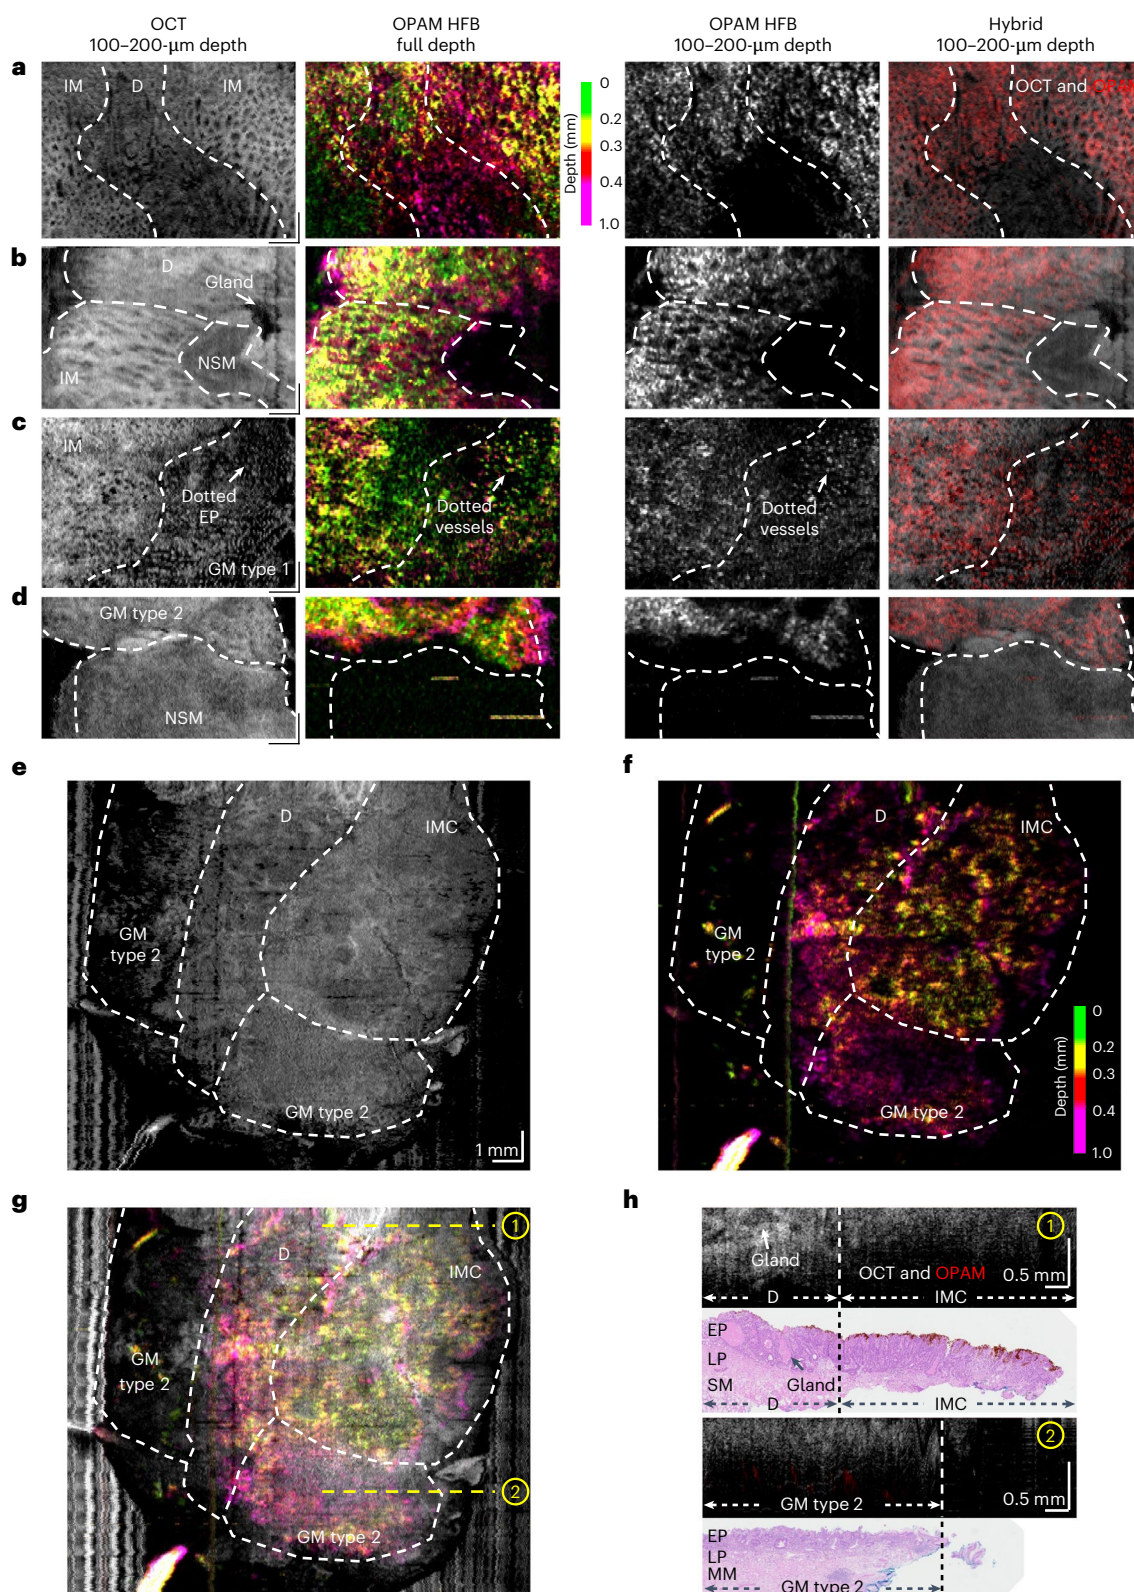 OCT
100–200-µm depth
OPAM HFB
full depth
OPAM HFB
100–200-µm depth
Hybrid
100–200-µm depth
a
IM
D
IM
0
0.2
0.3
0.4
1.0
Depth (mm)
OCT and OPAM
b
D
Gland
NSM
IM
c
IM
Dotted
EP
GM type 1
Dotted
vessels
Dotted
vessels
d
GM type 2
NSM
e
D
IMC
GM
type 2
GM type 2
1 mm
f
D
IMC
GM
type 2
GM type 2
0
0.2
0.3
0.4
1.0
Depth (mm)
g
1
D
IMC
GM
type 2
2
GM type 2
h
1
Gland
OCT and OPAM
0.5 mm
D
IMC
EP
LP
SM
Gland
D
IMC
2
0.5 mm
GM type 2
EP
LP
MM
GM type 2